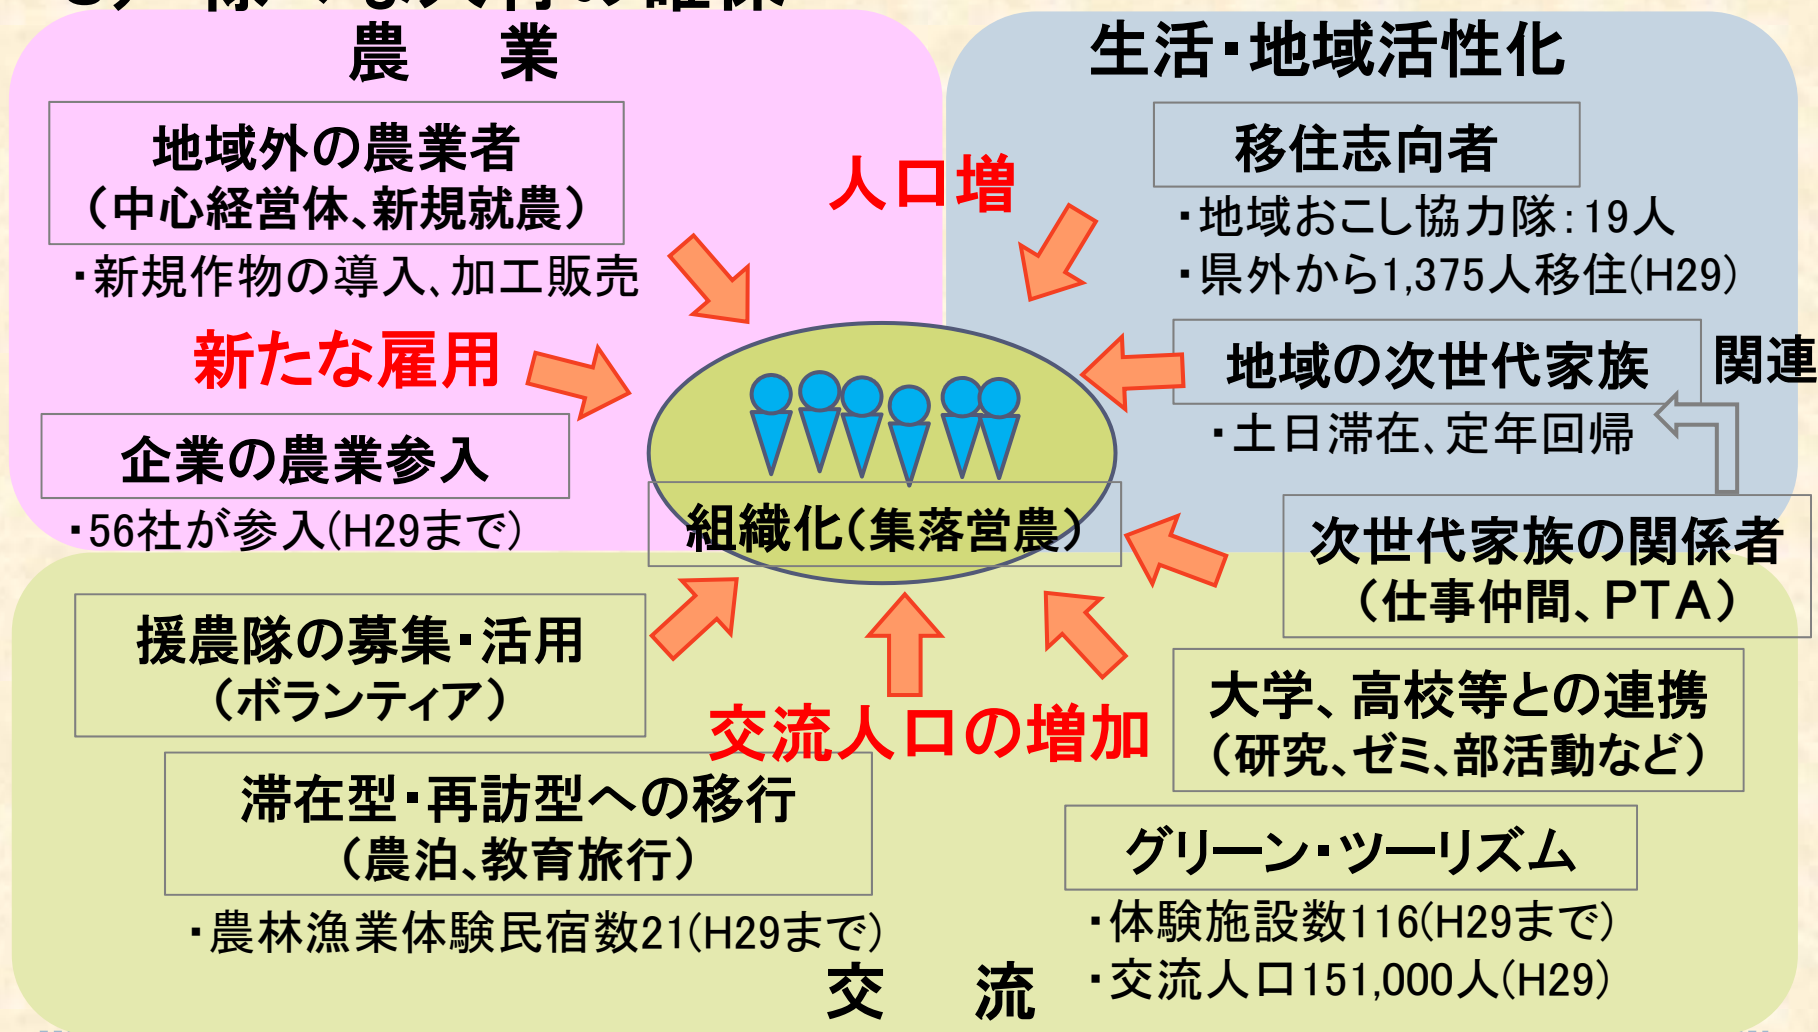 農　業
地域外の農業者
（中心経営体、新規就農）
・新規作物の導入、加工販売
新たな雇用
企業の農業参入
・56社が参入(H29まで)
生活・地域活性化
人口増
移住志向者
・地域おこし協力隊：19人
・県外から1,375人移住(H29)
地域の次世代家族
関連
・土日滞在、定年回帰
次世代家族の関係者
（仕事仲間、PTA）
組織化（集落営農）
援農隊の募集・活用
（ボランティア）
交流人口の増加
大学、高校等との連携
（研究、ゼミ、部活動など）
滞在型・再訪型への移行
（農泊、教育旅行）
・農林漁業体験民宿数21(H29まで)
グリーン・ツーリズム
・体験施設数116(H29まで)
・交流人口151,000人(H29)
交　流